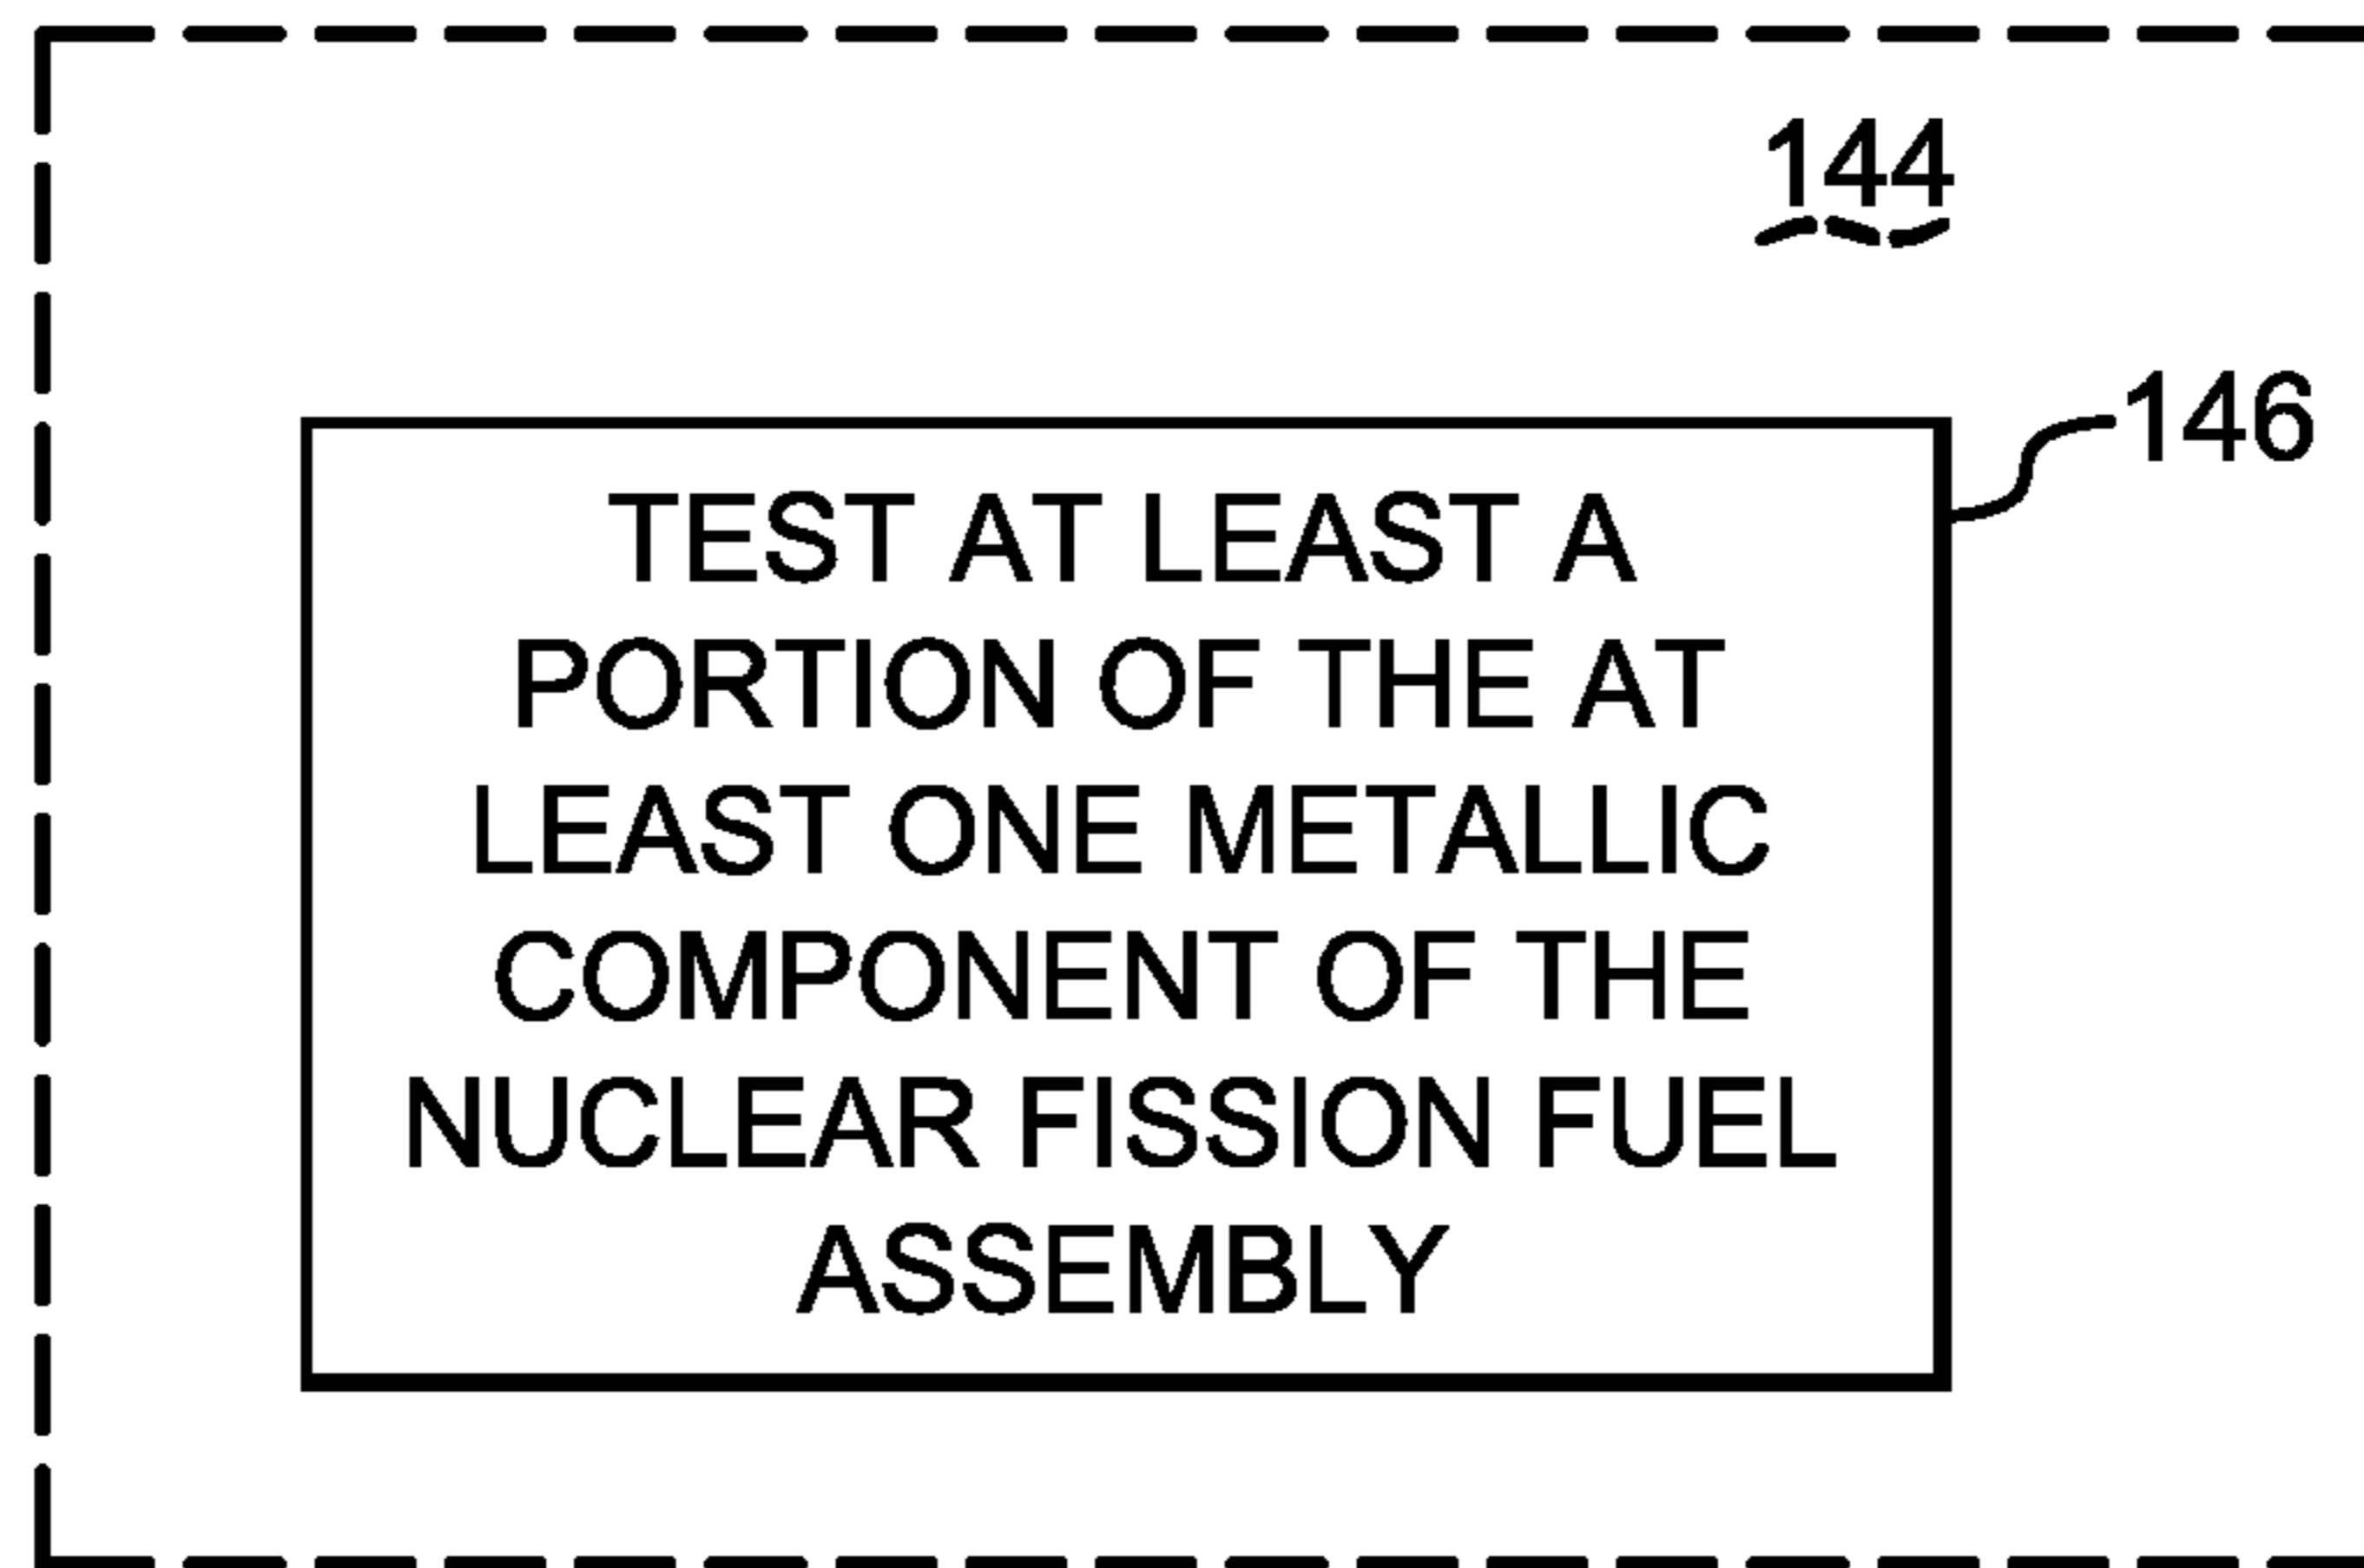 144
146
TEST AT LEAST A
PORTION OF THE AT
LEAST ONE METALLIC
COMPONENT OF THE
NUCLEAR FISSION FUEL
ASSEMBLY